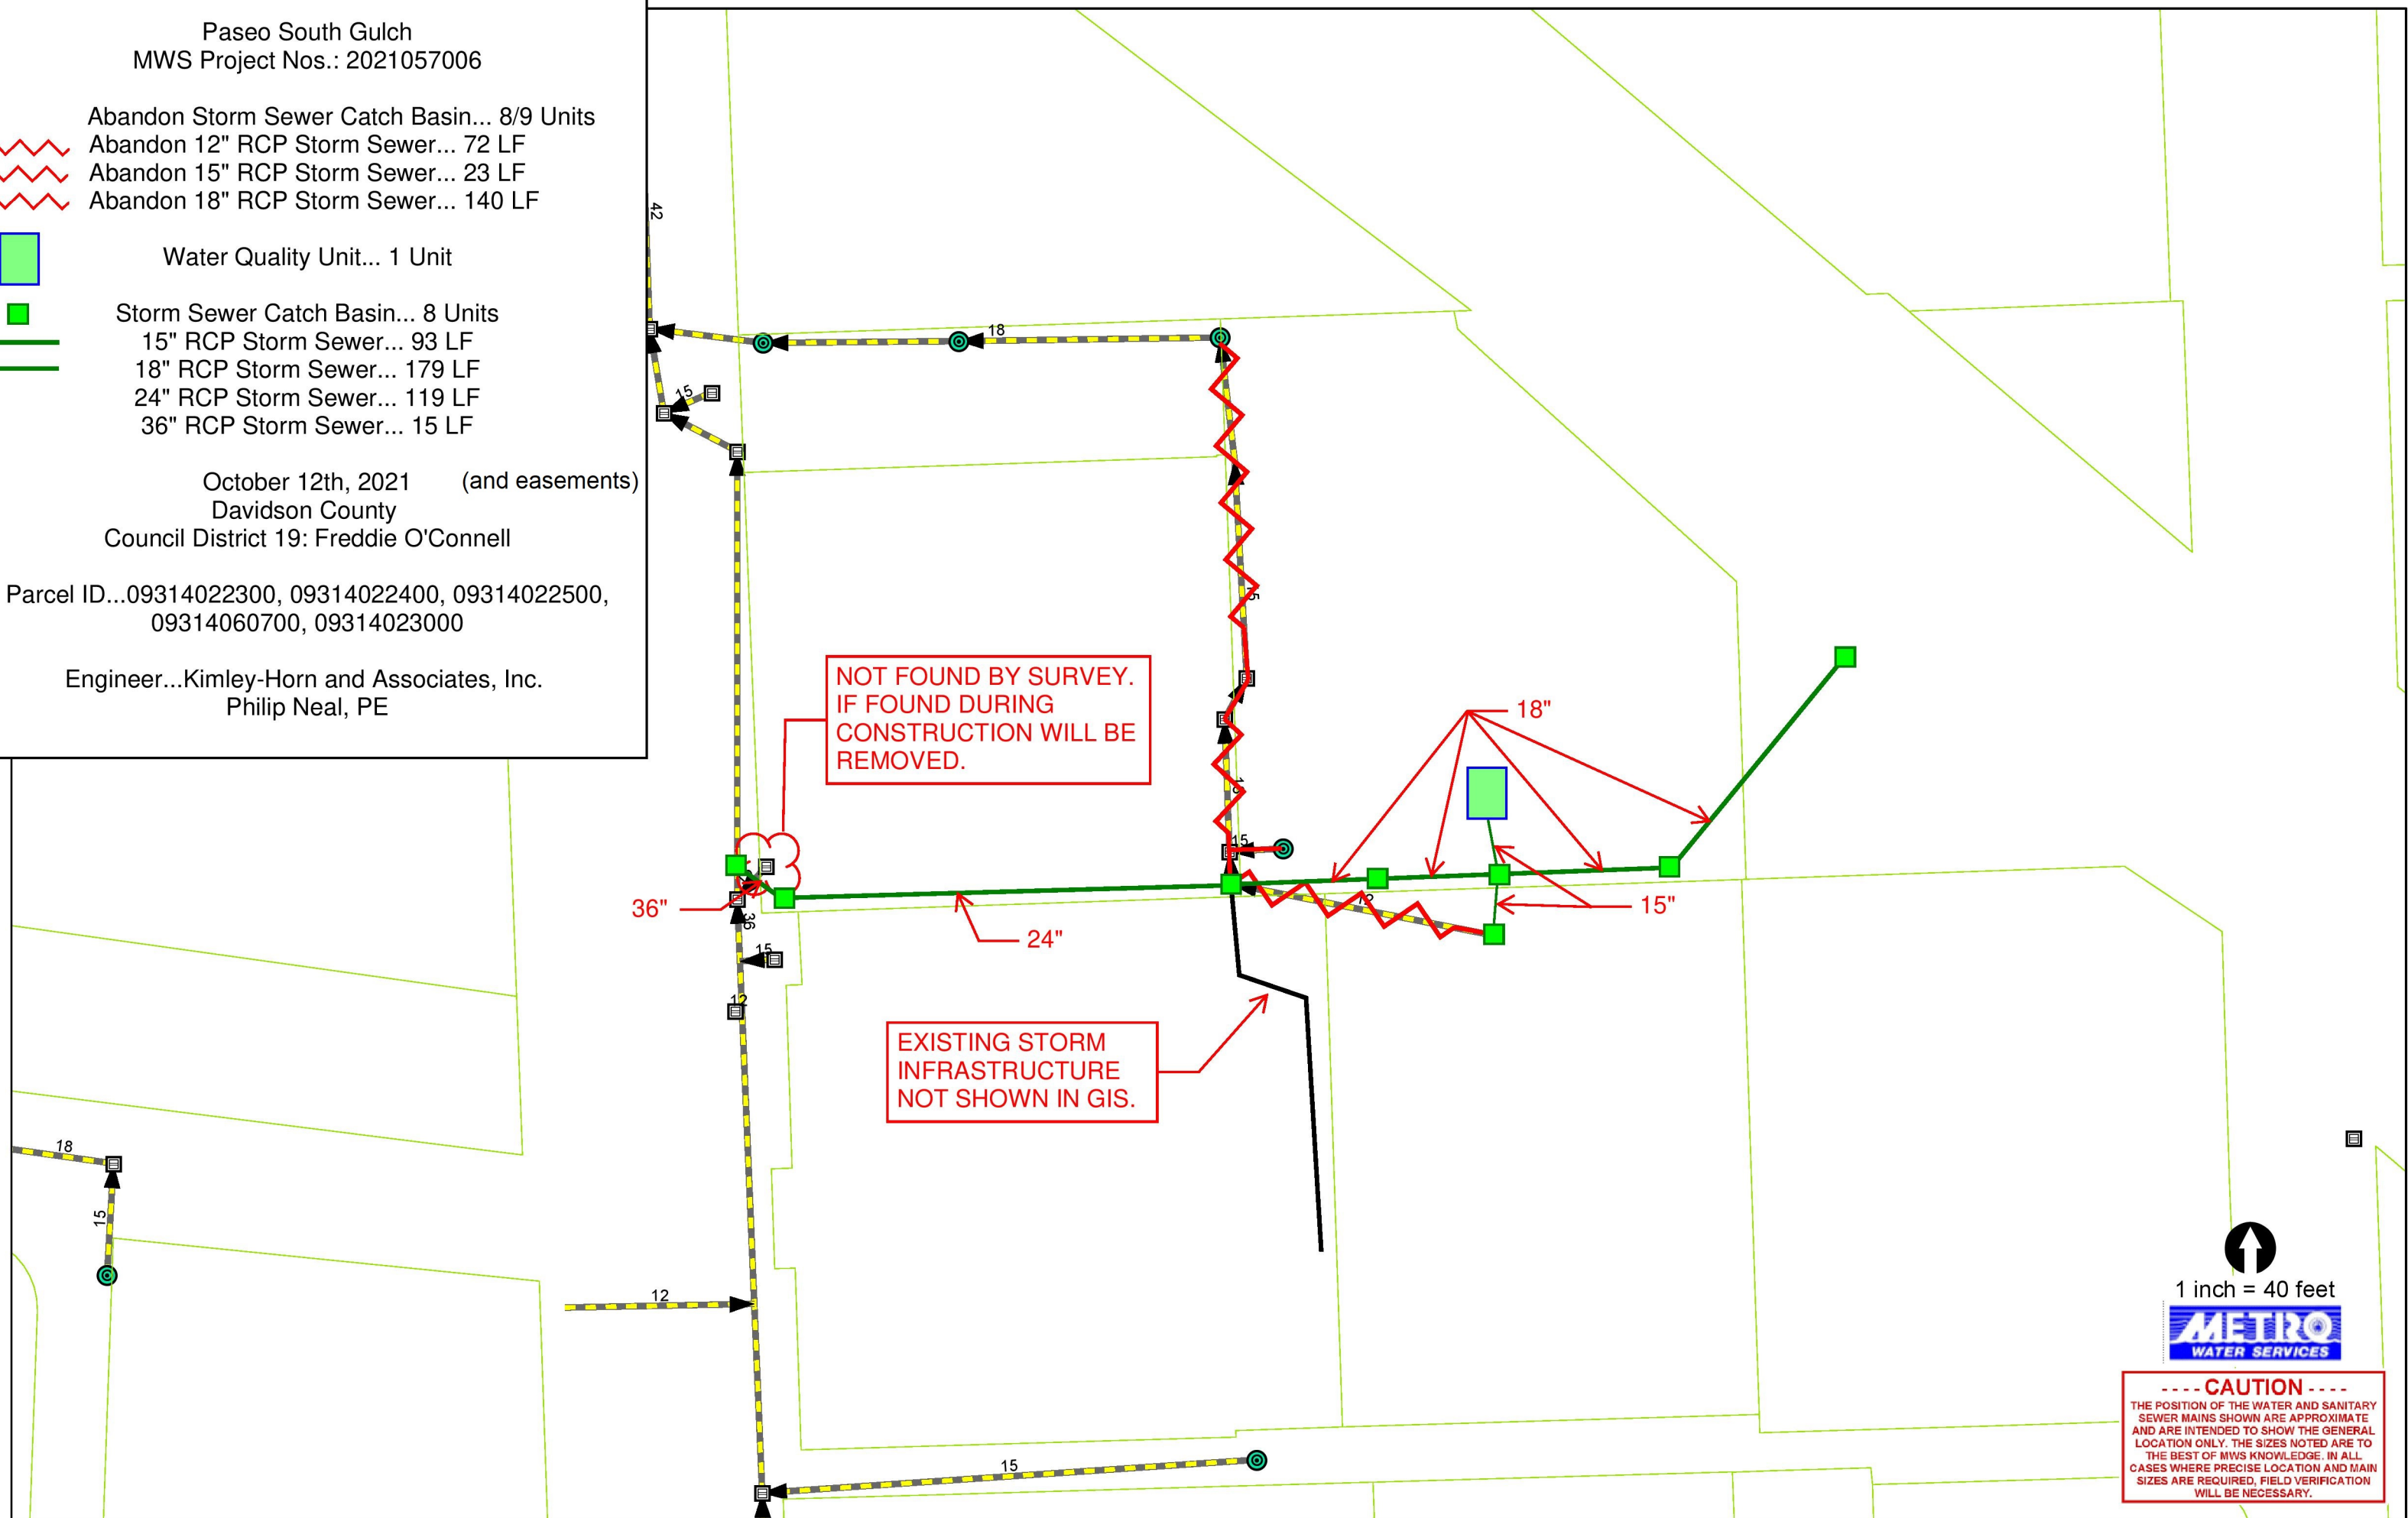 Paseo South Gulch
MWS Project Nos.: 2021057006
Abandon Storm Sewer Catch Basin... 8/9 Units
Abandon 12" RCP Storm Sewer... 72 LF
Abandon 15" RCP Storm Sewer... 23 LF
Abandon 18" RCP Storm Sewer... 140 LF
Water Quality Unit... 1 Unit
Storm Sewer Catch Basin... 8 Units
15" RCP Storm Sewer... 93 LF
18" RCP Storm Sewer... 179 LF
24" RCP Storm Sewer... 119 LF
36" RCP Storm Sewer... 15 LF
October 12th, 2021 (and easements)
Davidson County
Council District 19: Freddie O'Connell
Parcel ID...09314022300, 09314022400, 09314022500,
09314060700, 09314023000
Engineer...Kimley-Horn and Associates, Inc.
Philip Neal, PE
42
18
15
NOT FOUND BY SURVEY.
IF FOUND DURING
CONSTRUCTION WILL BE
REMOVED.
18"
15
36"
36
24"
15"
15
12
EXISTING STORM
INFRASTRUCTURE
NOT SHOWN IN GIS.
18
15
12
15
1 inch = 40 feet
METRO
WATER SERVICES
---- CAUTION ----
THE POSITION OF THE WATER AND SANITARY
SEWER MAINS SHOWN ARE APPROXIMATE
AND ARE INTENDED TO SHOW THE GENERAL
LOCATION ONLY. THE SIZES NOTED ARE TO
THE BEST OF MWS KNOWLEDGE. IN ALL
CASES WHERE PRECISE LOCATION AND MAIN
SIZES ARE REQUIRED, FIELD VERIFICATION
WILL BE NECESSARY.